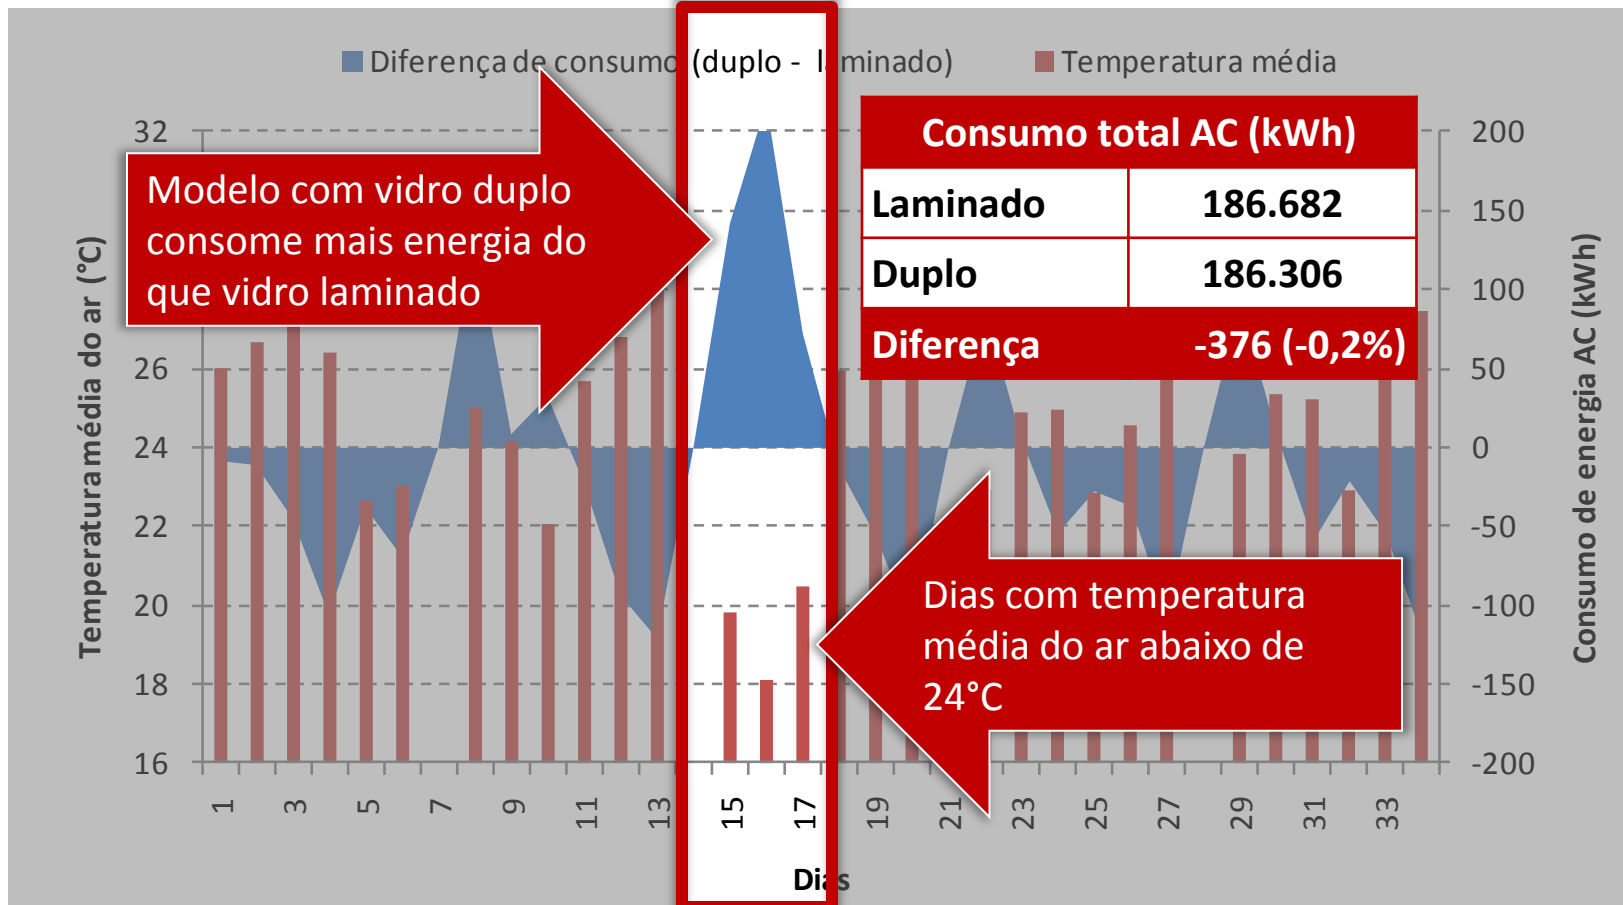 Diferença de consumo (duplo - laminado)
Temperatura média
Consumo total AC (kWh)
Laminado 186.682
Duplo 186.306
Diferença -376 (-0,2%)
Modelo com vidro duplo
consome mais energia do
que vidro laminado
Dias com temperatura
média do ar abaixo de
24°C
Temperatura média do ar (°C)
32
26
24
22
20
18
16
Consumo de energia AC (kWh)
200
150
100
50
0
-50
-100
-150
-200
1 3 5 7 9 11 13 15 17 19 21 23 25 27 29 31 33
Dias